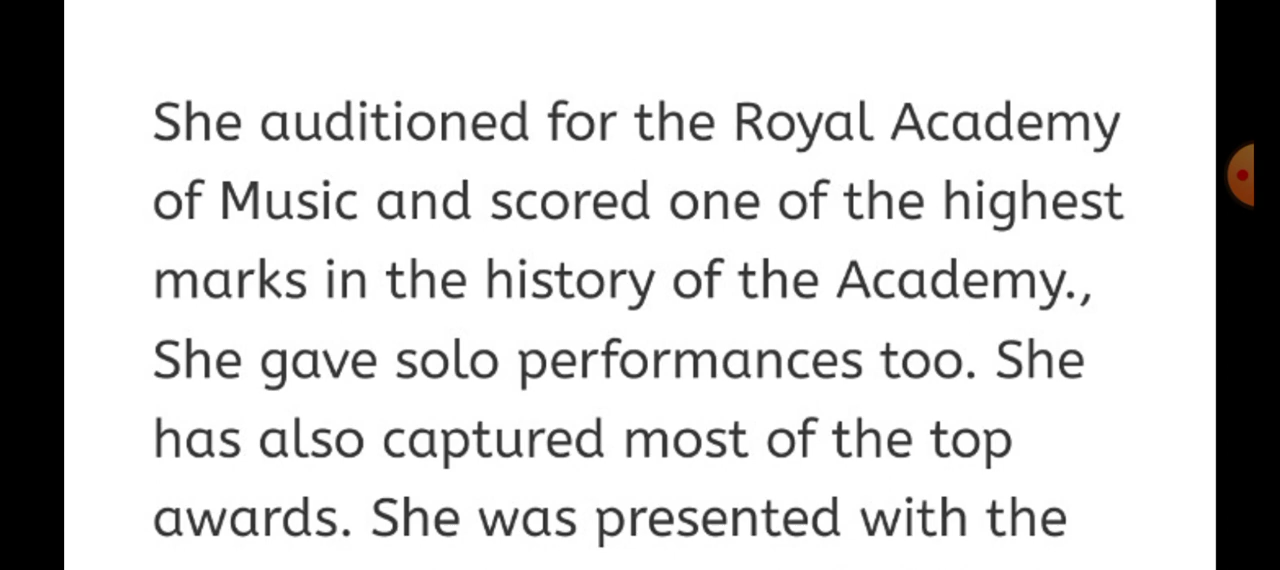 She auditioned for the Royal Academy
of Music and scored one of the highest
marks in the history of the Academy.,
She gave solo performances too. She
has also captured most of the top
awards. She was presented with the